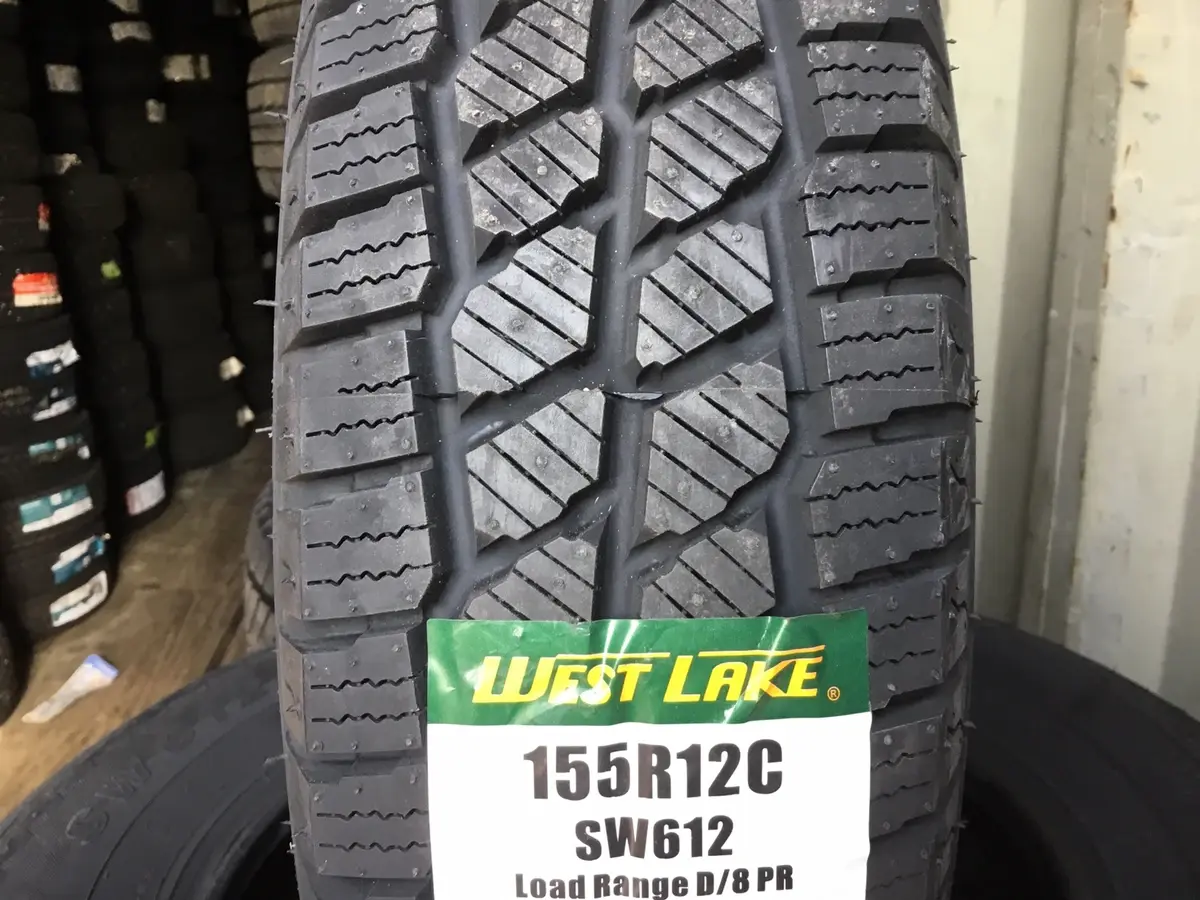 WEST LAKE ®
155R12C
SW612
Load Range D/8 PR